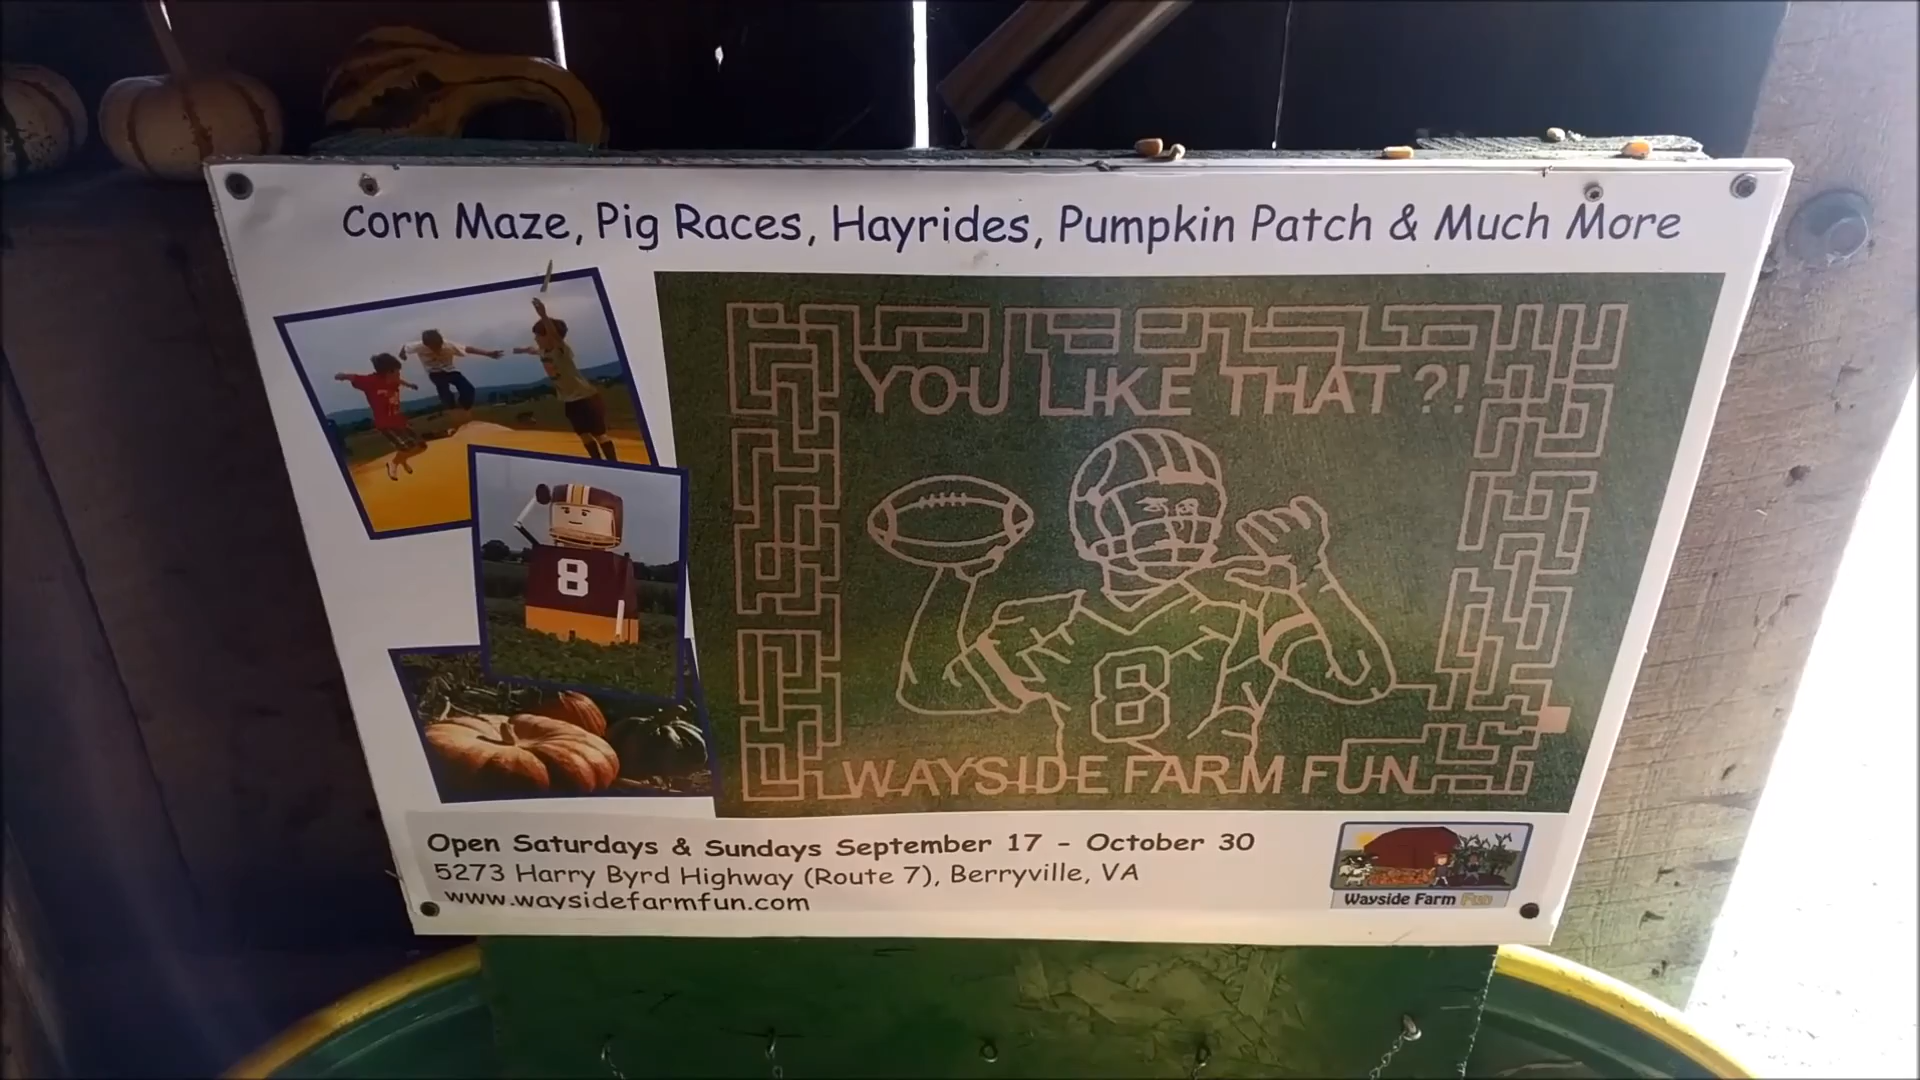 Corn Maze, Pig Races, Hayrides, Pumpkin Patch & Much More
YOU LIKE THAT ?!
8
8
WAYSIDE FARM FUN
Open Saturdays & Sundays September 17 - October 30
5273 Harry Byrd Highway (Route 7), Berryville, VA
www.waysidefarmfun.com
Wayside Farm Fun